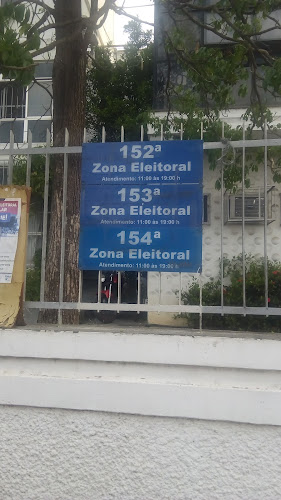 152ª
Zona Eleitoral
Atendimento: 11:00 às 19:00 h
153ª
Zona Eleitoral
Atendimento: 11:00 às 19:00 h
154ª
Zona Eleitoral
Atendimento: 11:00 às 19:00 h